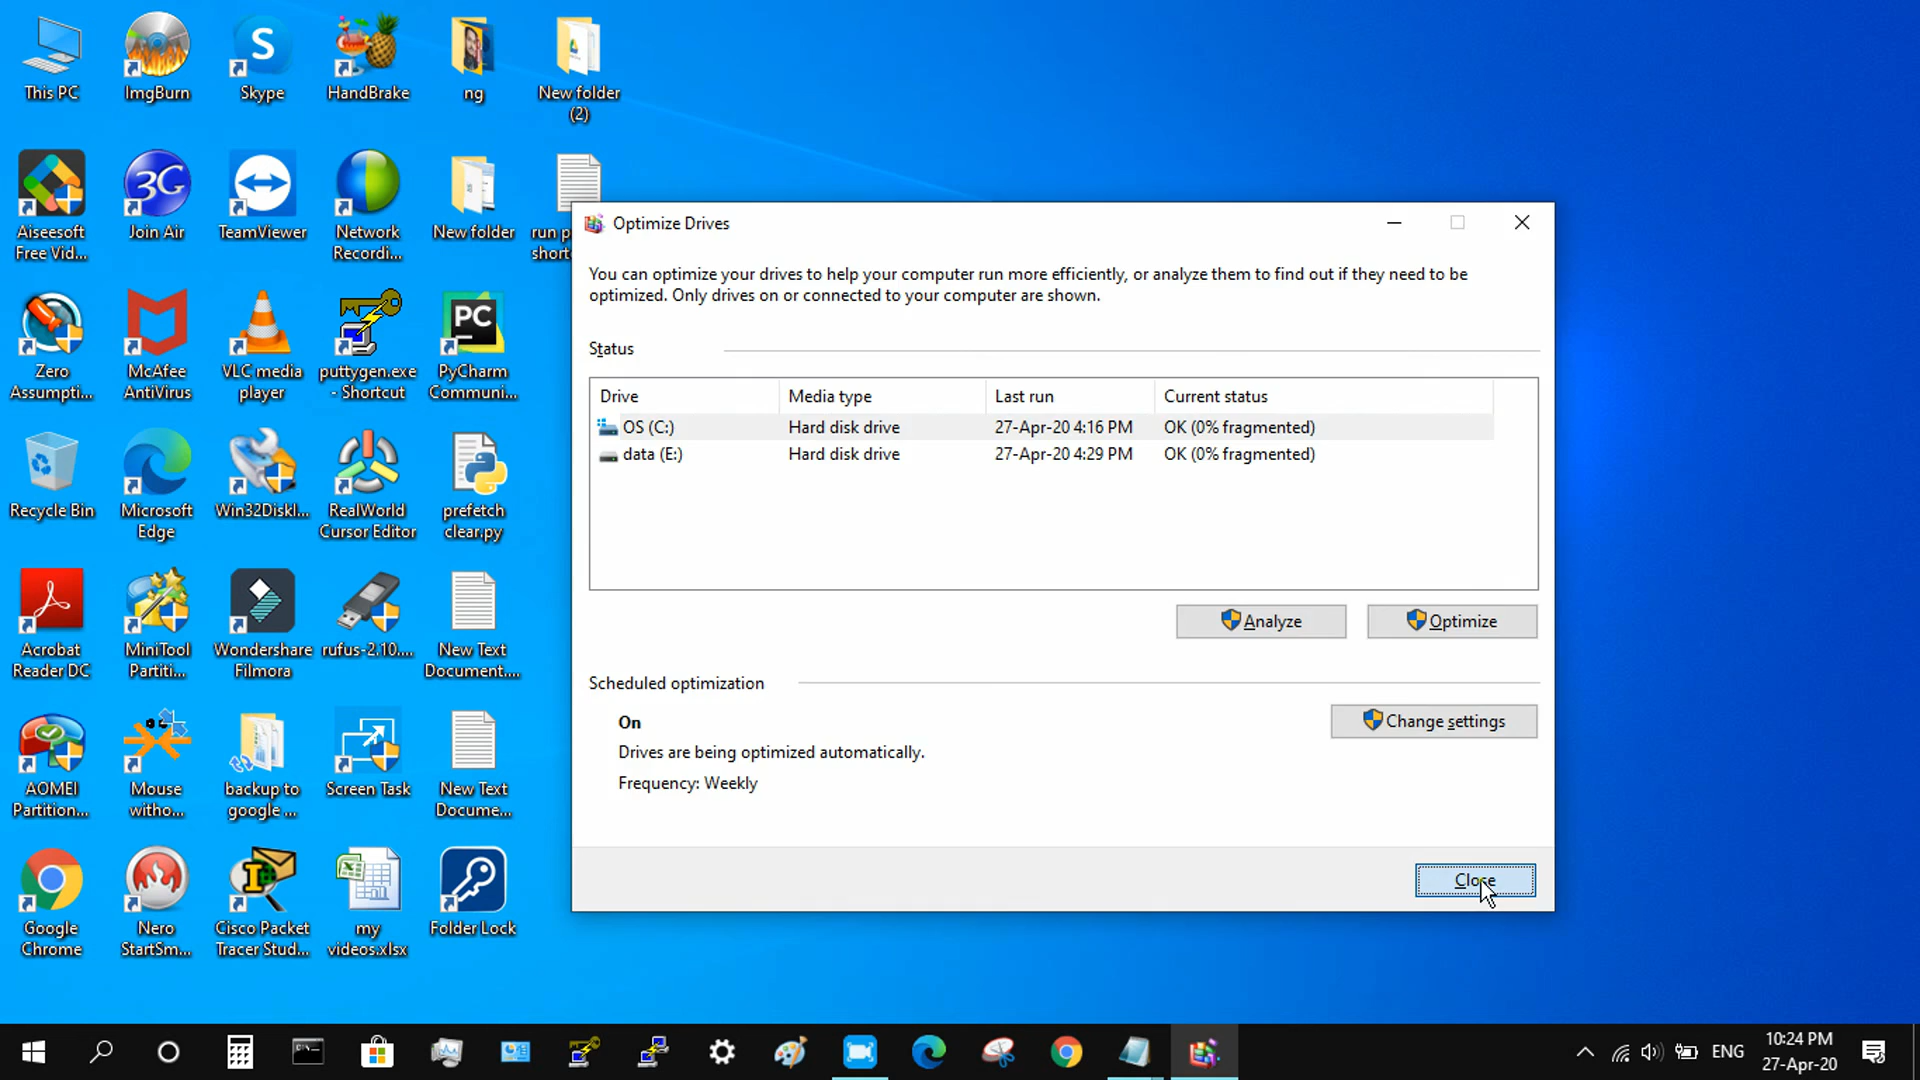 This PC
ImgBurn
Skype
HandBrake
ng
New folder
(2)
Aiseesoft
Free Vid...
Join Air
TeamViewer
Network
Recordi...
New folder
run p
short
Zero
Assumpti...
McAfee
AntiVirus
VLC media
player
puttygen.exe
- Shortcut
PyCharm
Communi...
Recycle Bin
Microsoft
Edge
Win32DiskI...
RealWorld
Cursor Editor
prefetch
clear.py
Acrobat
Reader DC
MiniTool
Partiti...
Wondershare
Filmora
rufus-2.10....
New Text
Document....
AOMEI
Partition...
Mouse
witho...
backup to
google ...
Screen Task
New Text
Docume...
Google
Chrome
Nero
StartSm...
Cisco Packet
Tracer Stud...
my
videos.xlsx
Folder Lock
Optimize Drives
You can optimize your drives to help your computer run more efficiently, or analyze them to find out if they need to be
optimized. Only drives on or connected to your computer are shown.
Status
Drive Media type Last run Current status
OS (C:) Hard disk drive 27-Apr-20 4:16 PM OK (0% fragmented)
data (E:) Hard disk drive 27-Apr-20 4:29 PM OK (0% fragmented)
Analyze Optimize
Scheduled optimization
On
Change settings
Drives are being optimized automatically.
Frequency: Weekly
Close
ENG
10:24 PM
27-Apr-20